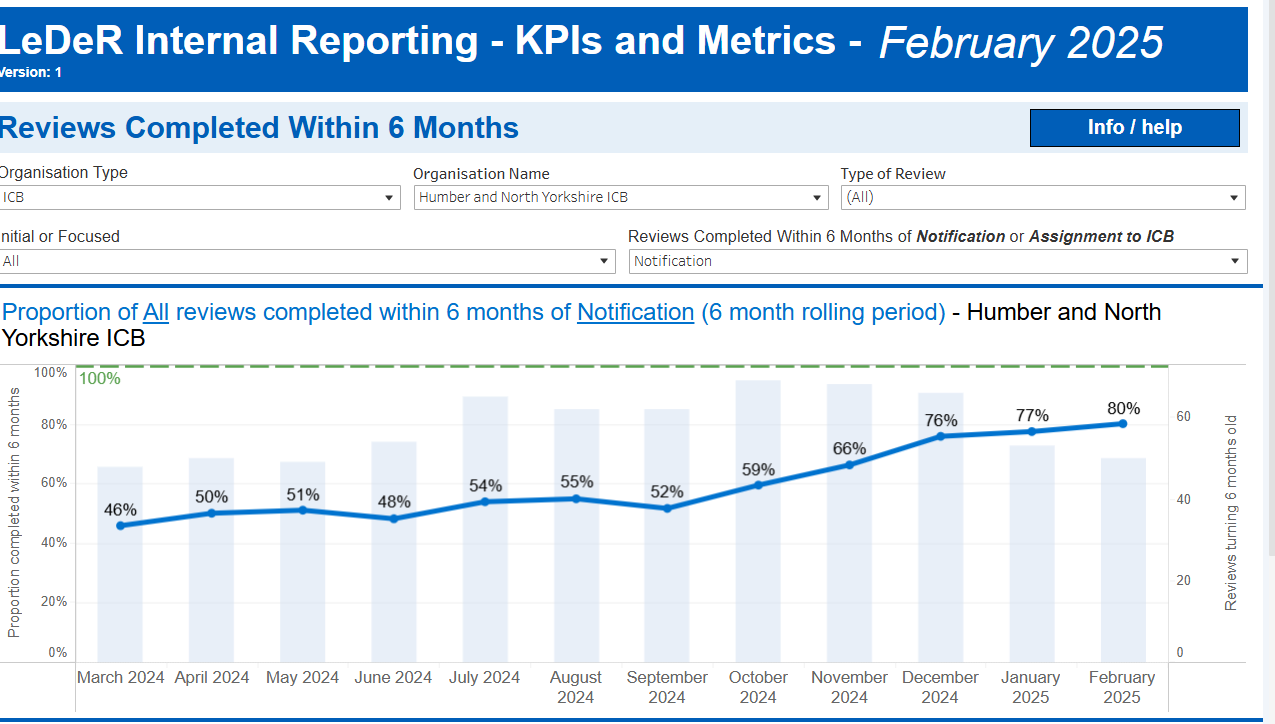 LeDeR Internal Reporting - KPIs and Metrics - February 2025
Version: 1
Reviews Completed Within 6 Months
Info / help
Organisation Type
Organisation Name
Type of Review
ICB
Humber and North Yorkshire ICB
(All)
nitial or Focused
Reviews Completed Within 6 Months of Notification or Assignment to ICB
All
Notification
Proportion of All reviews completed within 6 months of Notification (6 month rolling period) - Humber and North
Yorkshire ICB
Proportion completed within 6 months
100%
80%
60%
40%
20%
0%
100%
46%
50%
51%
48%
54%
55%
52%
59%
66%
76%
77%
80%
60
40
20
0
Reviews turning 6 months old
March 2024
April 2024
May 2024
June 2024
July 2024
August
2024
September
2024
October
2024
November
2024
December
2024
January
2025
February
2025